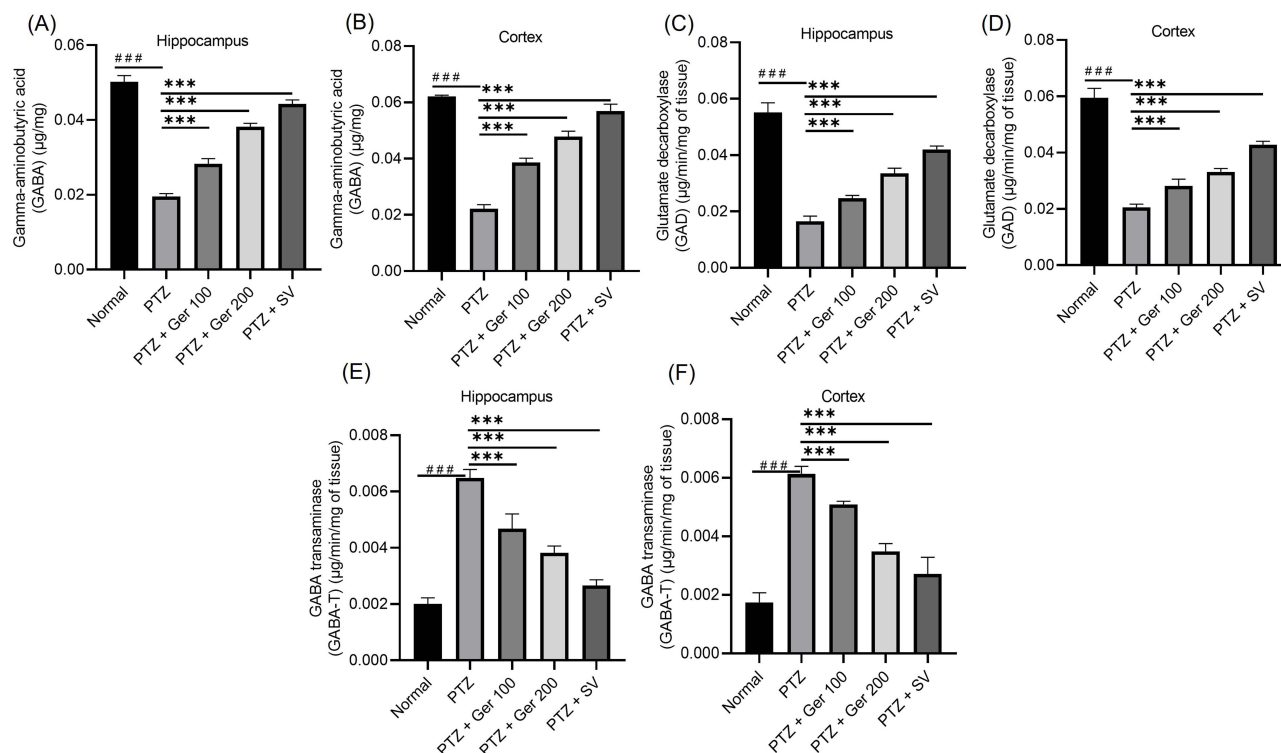 (A)
Hippocampus
Gamma-aminobutyric acid
(GABA) (µg/mg)
0.06
0.04
0.02
0.00
###
***
***
***
Normal
PTZ
PTZ + Ger 100
PTZ + Ger 200
PTZ + SV
(B)
Cortex
Gamma-aminobutyric acid
(GABA) (µg/mg)
0.08
0.06
0.04
0.02
0.00
###
***
***
***
Normal
PTZ
PTZ + Ger 100
PTZ + Ger 200
PTZ + SV
(C)
Hippocampus
Glutamate decarboxylase
(GAD) (µg/min/mg of tissue)
0.08
0.06
0.04
0.02
0.00
###
***
***
***
Normal
PTZ
PTZ + Ger 100
PTZ + Ger 200
PTZ + SV
(D)
Cortex
Glutamate decarboxylase
(GAD) (µg/min/mg of tissue)
0.08
0.06
0.04
0.02
0.00
###
***
***
***
Normal
PTZ
PTZ + Ger 100
PTZ + Ger 200
PTZ + SV
(E)
Hippocampus
GABA transaminase
(GABA-T) (µg/min/mg of tissue)
0.008
0.006
0.004
0.002
0.000
###
***
***
***
Normal
PTZ
PTZ + Ger 100
PTZ + Ger 200
PTZ + SV
(F)
Cortex
GABA transaminase
(GABA-T) (µg/min/mg of tissue)
0.008
0.006
0.004
0.002
0.000
###
***
***
***
Normal
PTZ
PTZ + Ger 100
PTZ + Ger 200
PTZ + SV